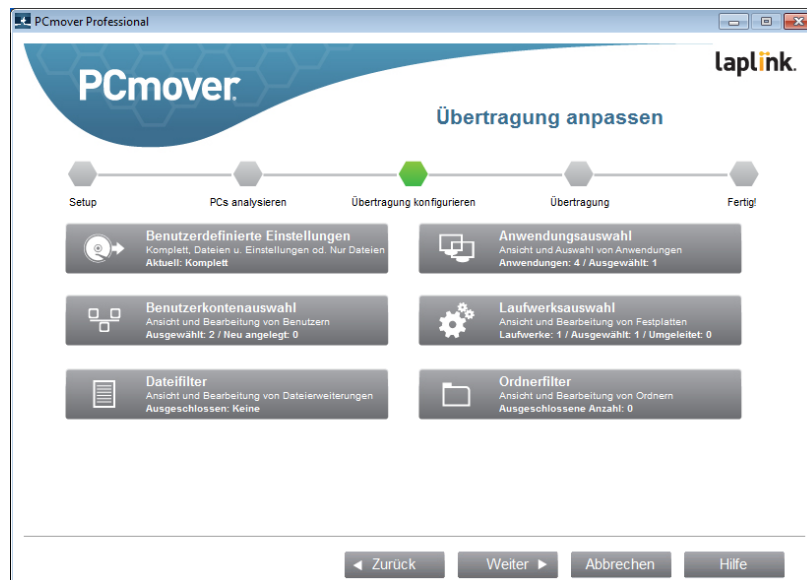 PCmover Professional
PCmover
laplink.
Übertragung anpassen
Setup
PCs analysieren
Übertragung konfigurieren
Übertragung
Fertig!
Benutzerdefinierte Einstellungen
Komplett, Dateien u. Einstellungen od. Nur Dateien
Aktuell: Komplett
Anwendungsauswahl
Ansicht und Auswahl von Anwendungen
Anwendungen: 4 / Ausgewählt: 1
Benutzerkontenauswahl
Ansicht und Bearbeitung von Benutzern
Ausgewählt: 2 / Neu angelegt: 0
Laufwerksauswahl
Ansicht und Bearbeitung von Festplatten
Laufwerke: 1 / Ausgewählt: 1 / Umgeleitet: 0
Dateifilter
Ansicht und Bearbeitung von Dateierweiterungen
Ausgeschlossen: Keine
Ordnerfilter
Ansicht und Bearbeitung von Ordnern
Ausgeschlossene Anzahl: 0
Zurück
Weiter
Abbrechen
Hilfe